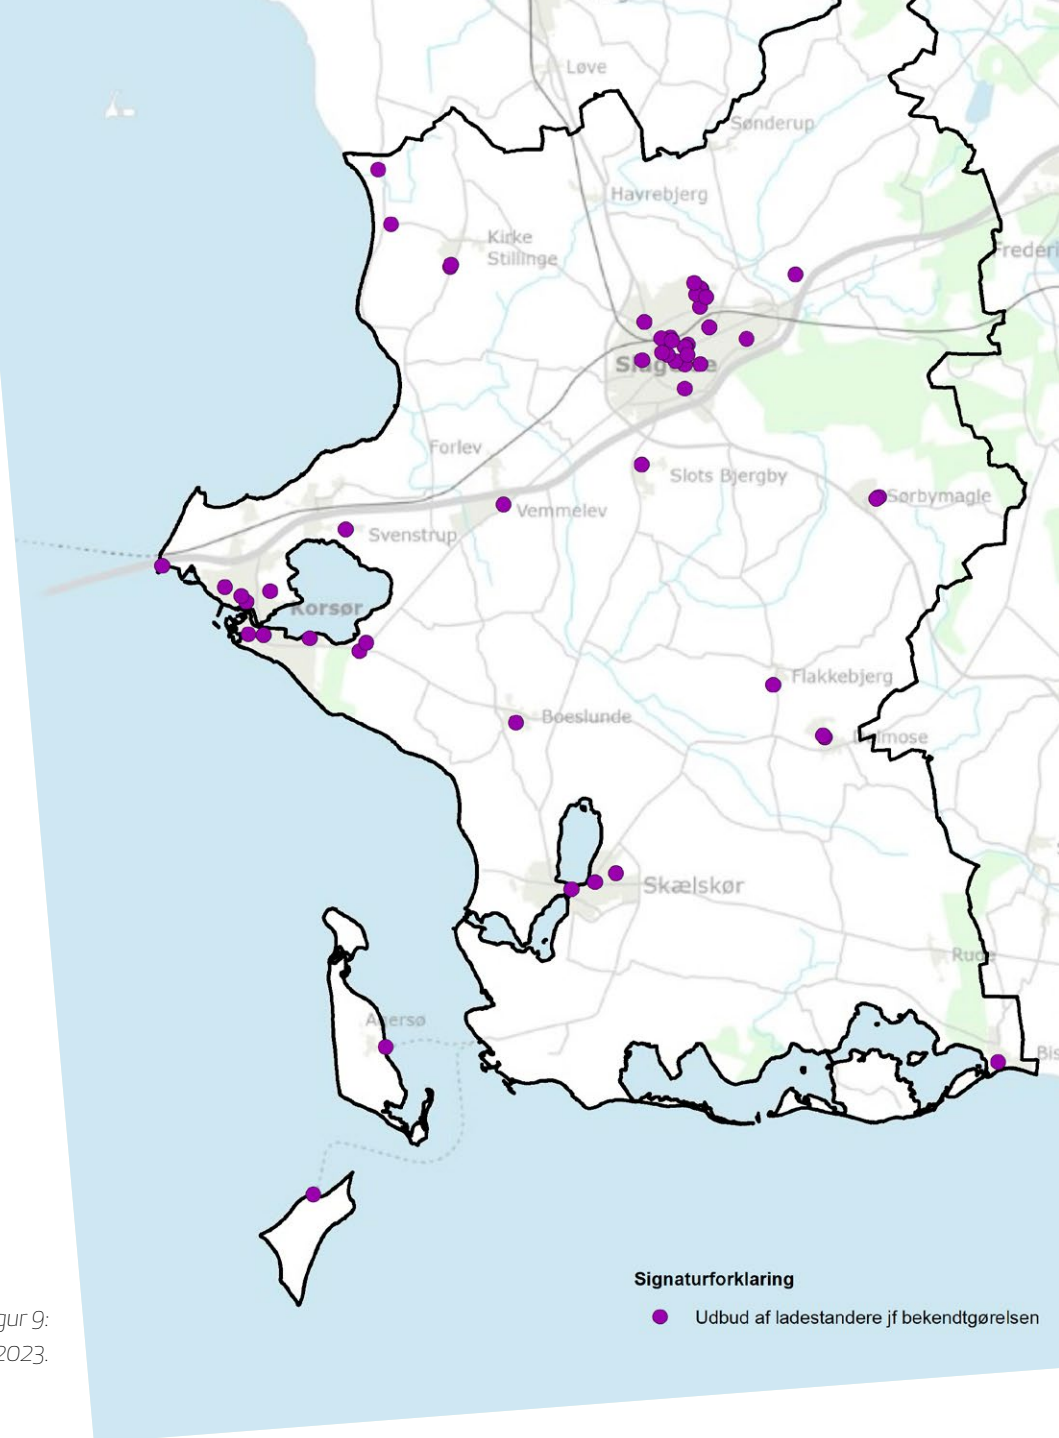 Løve
Sønderup
Havrebjerg
Kirke
Stillinge
Frederi
Forlev
Slots Bjergby
Sørbymagle
Vemmelev
Svenstrup
Korsør
Flakkebjerg
Boeslunde
Skælskør
Rude
Agersø
Bis
Signaturforklaring
Udbud af ladestandere jf bekendtgørelsen
gur 9:
2023.